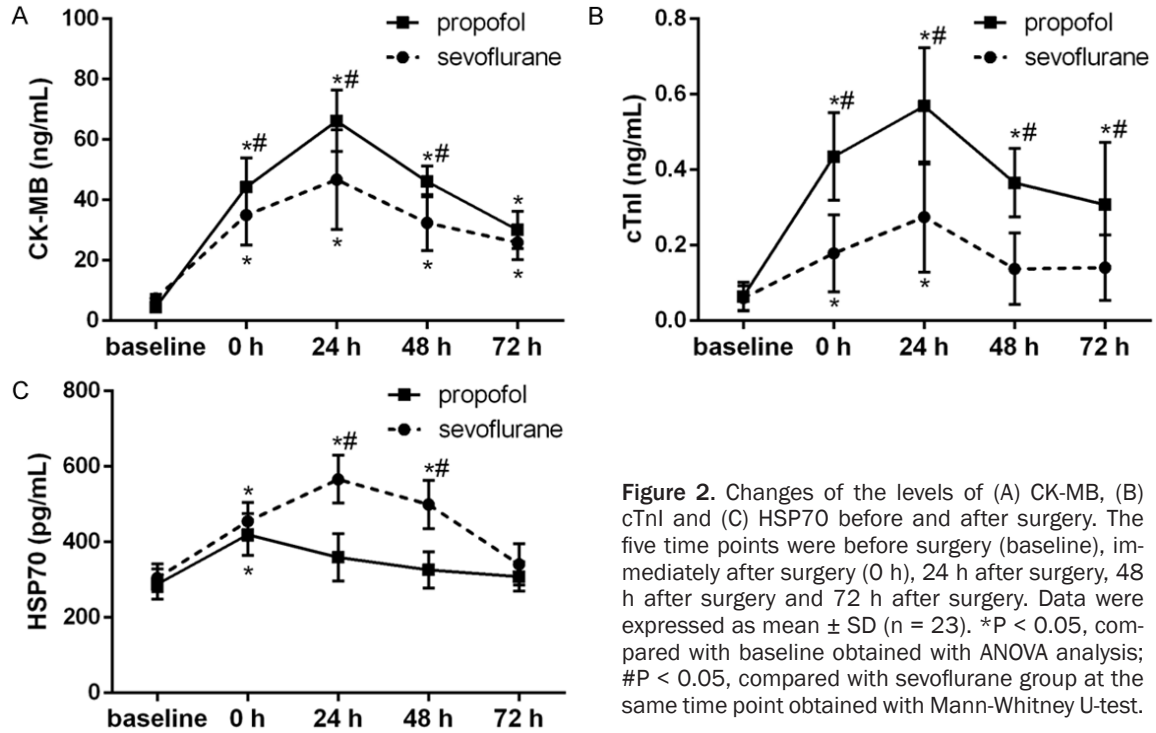 A
100
80
60
40
20
0
CK-MB (ng/mL)
propofol
sevoflurane
*#
*#
*#
*
*
*
*
*
baseline 0 h 24 h 48 h 72 h
B
0.8
0.6
0.4
0.2
0.0
cTnI (ng/mL)
propofol
sevoflurane
*#
*#
*#
*#
*
*
baseline 0 h 24 h 48 h 72 h
C
800
600
400
200
0
HSP70 (pg/mL)
propofol
sevoflurane
*
*#
*#
*
baseline 0 h 24 h 48 h 72 h
Figure 2. Changes of the levels of (A) CK-MB, (B)
cTnI and (C) HSP70 before and after surgery. The
five time points were before surgery (baseline), im-
mediately after surgery (0 h), 24 h after surgery, 48
h after surgery and 72 h after surgery. Data were
expressed as mean ± SD (n = 23). *P < 0.05, com-
pared with baseline obtained with ANOVA analysis;
#P < 0.05, compared with sevoflurane group at the
same time point obtained with Mann-Whitney U-test.